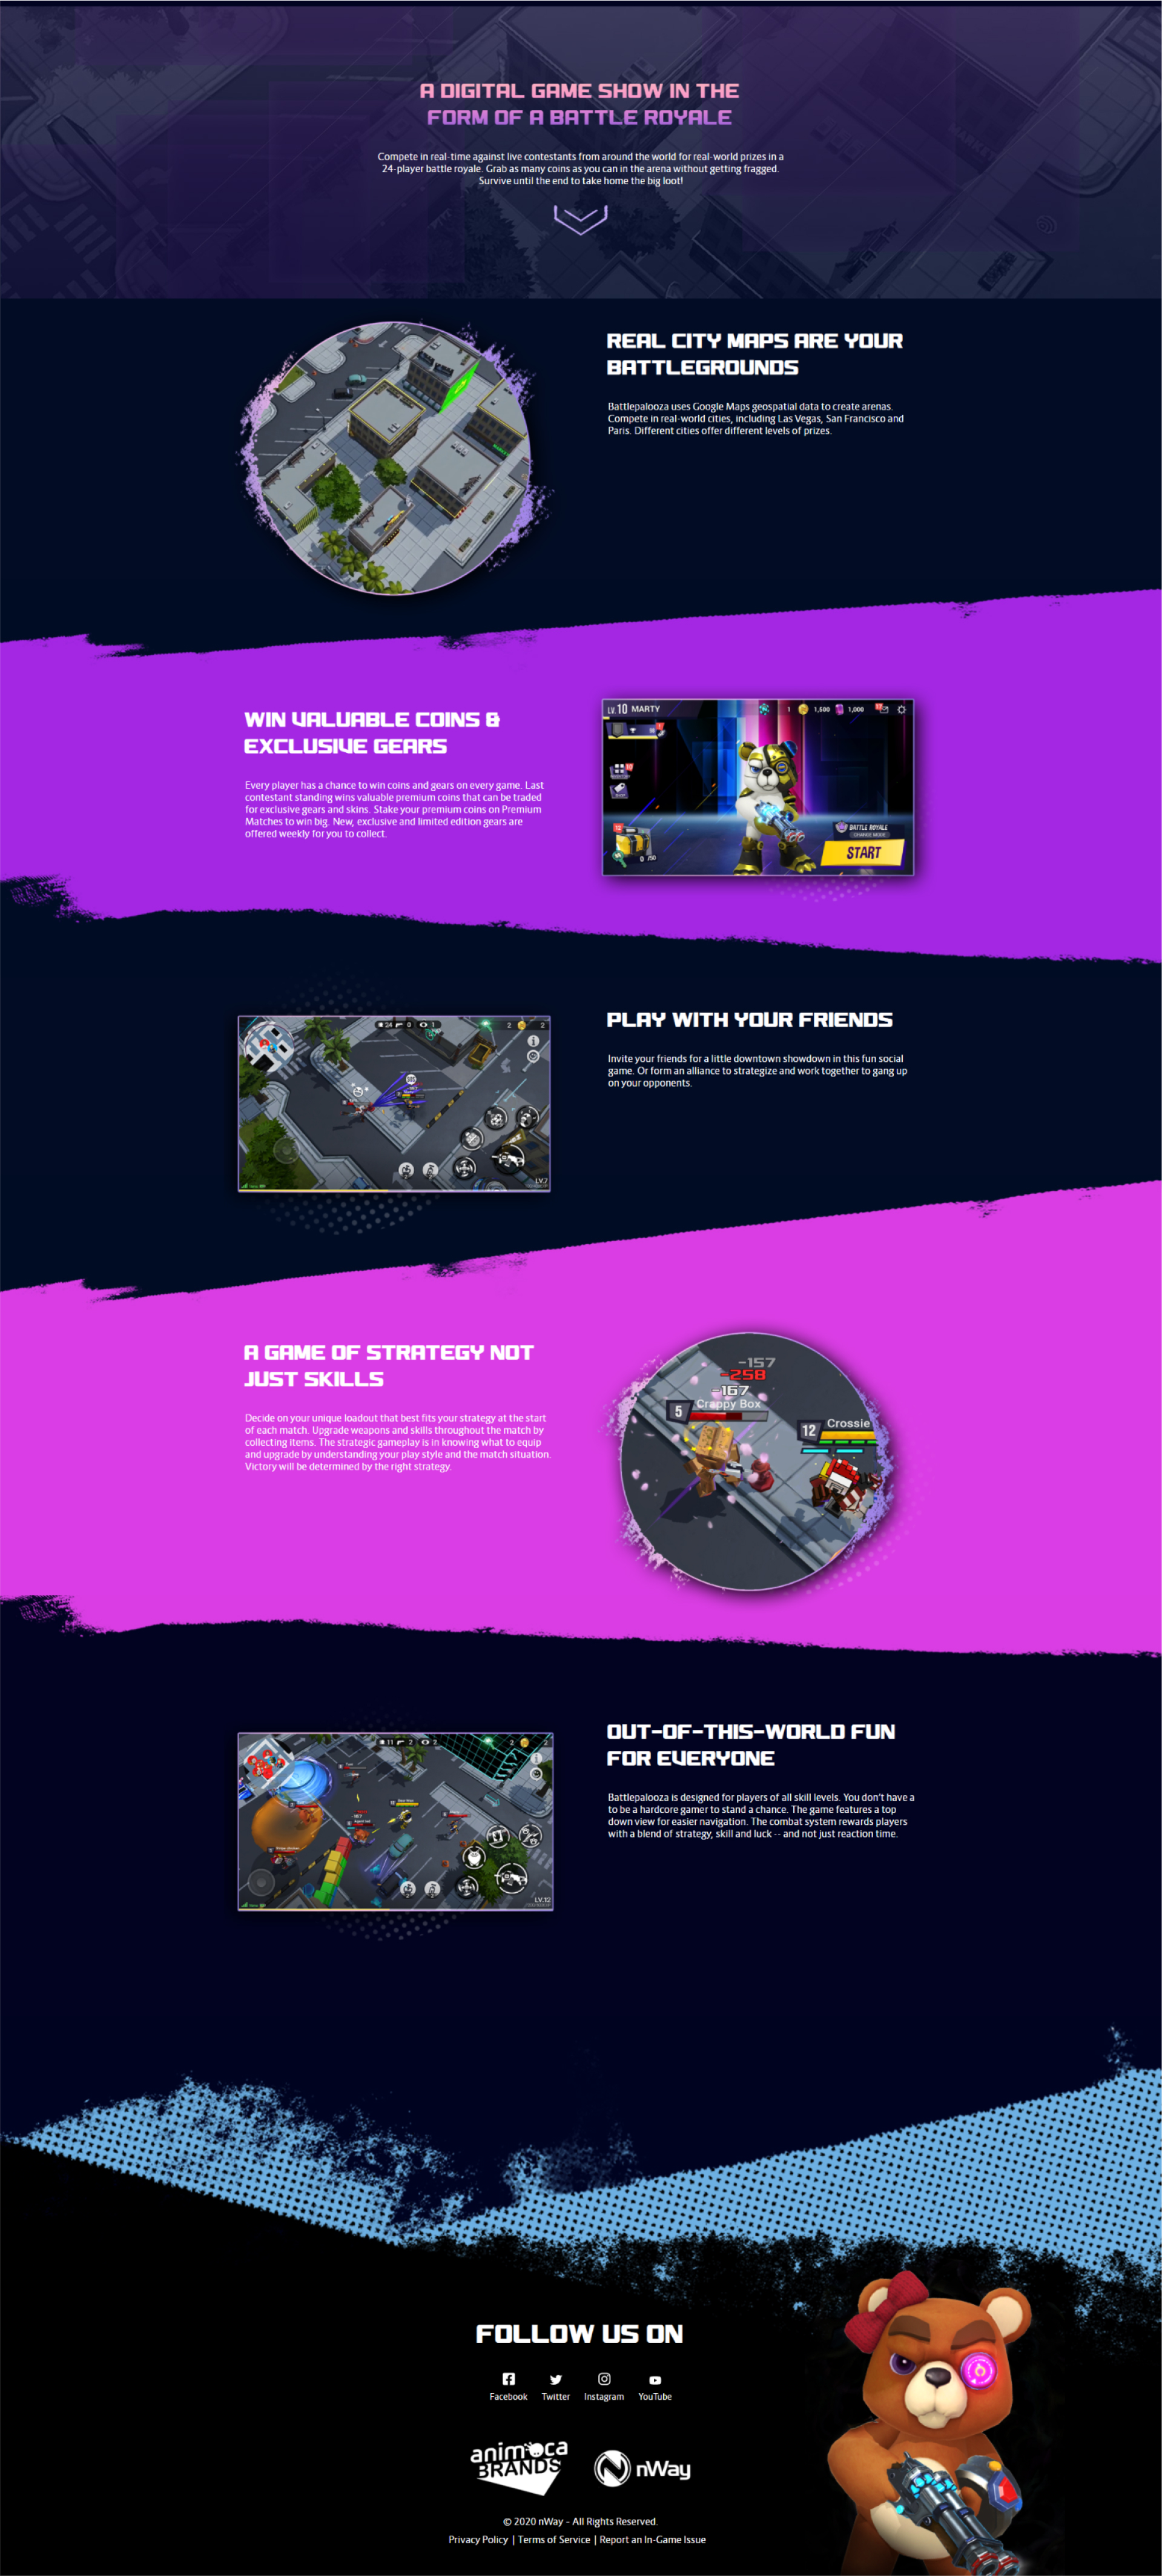 A DIGITAL GAME SHOW IN THE
FORM OF A BATTLE ROYALE
Compete in real-time against live contestants from around the world for real-world prizes in a
24-player battle royale. Grab as many coins as you can in the arena without getting fragged.
Survive until the end to take home the big loot!
REAL CITY MAPS ARE YOUR
BATTLEGROUNDS
Battlepalooza uses Google Maps geospatial data to create arenas.
Compete in real-world cities, including Las Vegas, San Francisco and
Paris. Different cities offer different levels of prizes.
WIN VALUABLE COINS &
EXCLUSIVE GEARS
Every player has a chance to win coins and gears on every game. Last
contestant standing wins valuable premium coins that can be traded
for exclusive gears and skins. Stake your premium coins on Premium
Matches to win big. New, exclusive and limited edition gears are
offered weekly for you to collect.
LV. 10 MARTY
1 1,500 1,000
BATTLE ROYALE
CHANGE MODE
START
PLAY WITH YOUR FRIENDS
Invite your friends for a little downtown showdown in this fun social
game. Or form an alliance to strategize and work together to gang up
on your opponents.
24 0 1 2 2
LV.7
A GAME OF STRATEGY NOT
JUST SKILLS
Decide on your unique loadout that best fits your strategy at the start
of each match. Upgrade weapons and skills throughout the match by
collecting items. The strategic gameplay is in knowing what to equip
and upgrade by understanding your play style and the match situation.
Victory will be determined by the right strategy.
-157
-258
-167
5 Crappy Box
12 Crossie
OUT-OF-THIS-WORLD FUN
FOR EVERYONE
Battlepalooza is designed for players of all skill levels. You don't have a
to be a hardcore gamer to stand a chance. The game features a top
down view for easier navigation. The combat system rewards players
with a blend of strategy, skill and luck -- and not just reaction time.
11 2 2 2 2
LV.12
FOLLOW US ON
Facebook Twitter Instagram YouTube
animoca
BRANDS
nWay
© 2020 nWay - All Rights Reserved.
Privacy Policy | Terms of Service | Report an In-Game Issue